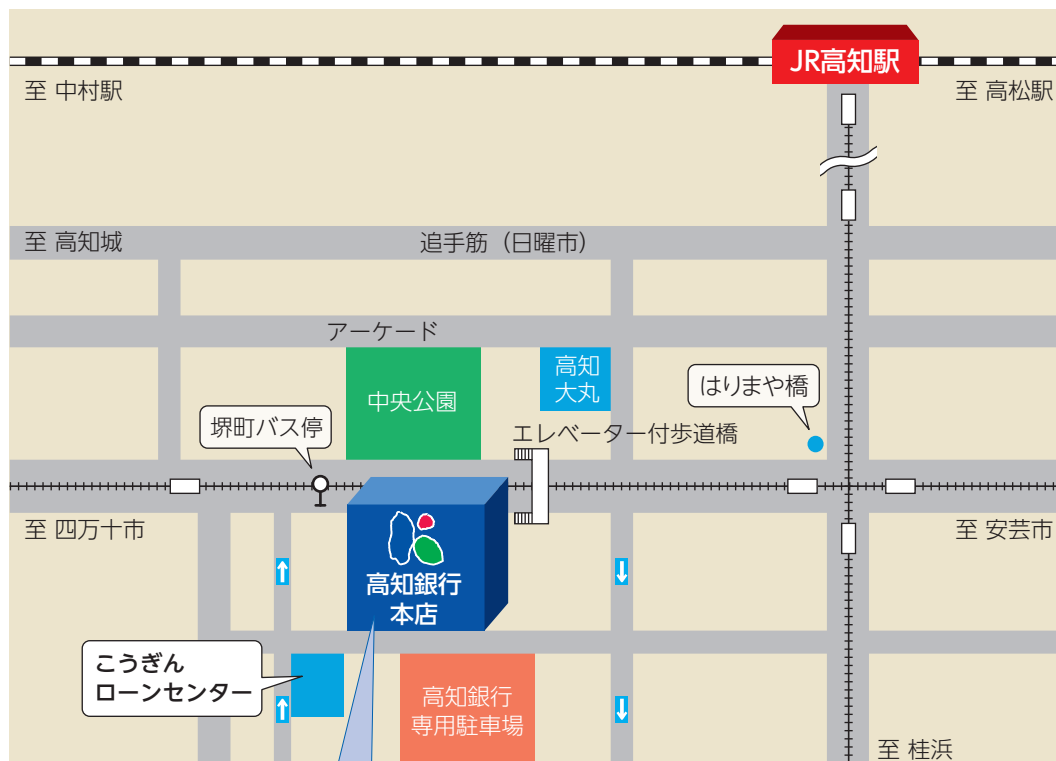 JR高知駅
至 中村駅
至 高松駅
至 高知城
追手筋（日曜市）
アーケード
高知
大丸
中央公園
はりまや橋
堺町バス停
エレベーター付歩道橋
至 四万十市
至 安芸市
高知銀行
本店
こうぎん
ローンセンター
高知銀行
専用駐車場
至 桂浜